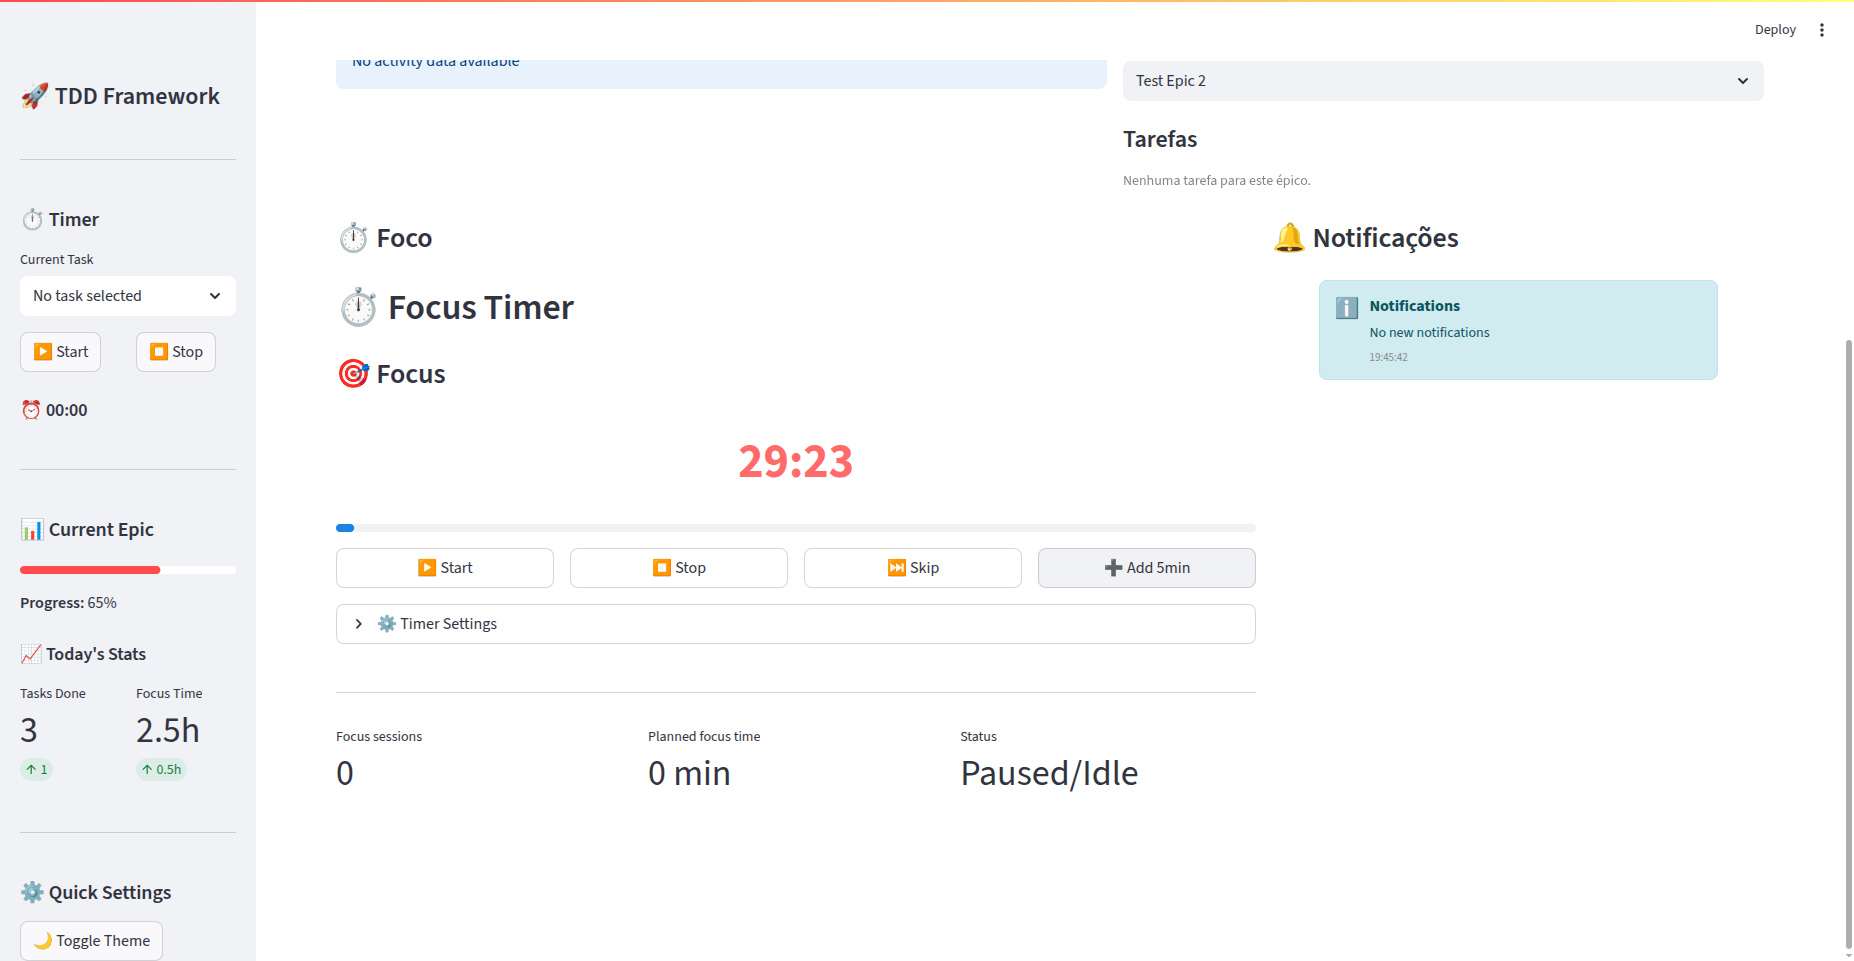 Deploy
TDD Framework
Timer
Current Task
No task selected
Start
Stop
00:00
Current Epic
Progress: 65%
Today's Stats
Tasks Done
Focus Time
3
2.5h
↑ 1
↑ 0.5h
Quick Settings
Toggle Theme
No activity data available
Test Epic 2
Tarefas
Nenhuma tarefa para este épico.
Foco
Focus Timer
Focus
29:23
Start
Stop
Skip
Add 5min
Timer Settings
Focus sessions
Planned focus time
Status
0
0 min
Paused/Idle
Notificações
Notifications
No new notifications
19:45:42